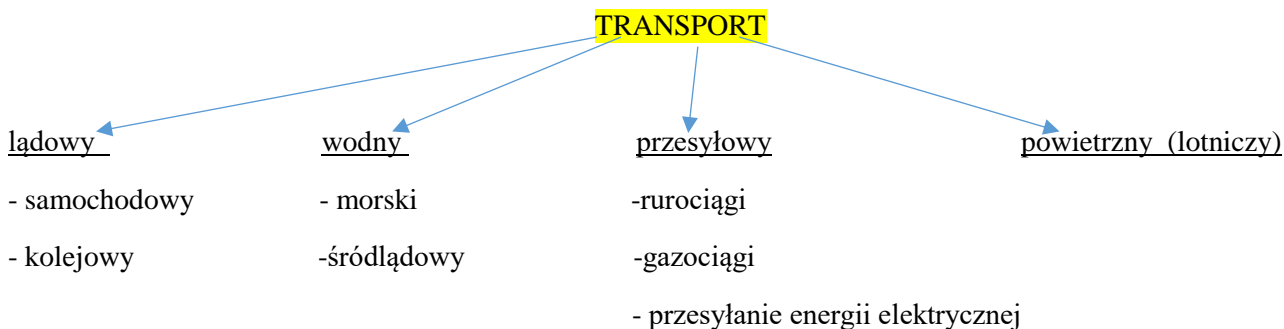 TRANSPORT
lądowy wodny przesyłowy powietrzny (lotniczy)
- samochodowy - morski -rurociągi
- kolejowy -śródlądowy -gazociągi
- przesyłanie energii elektrycznej